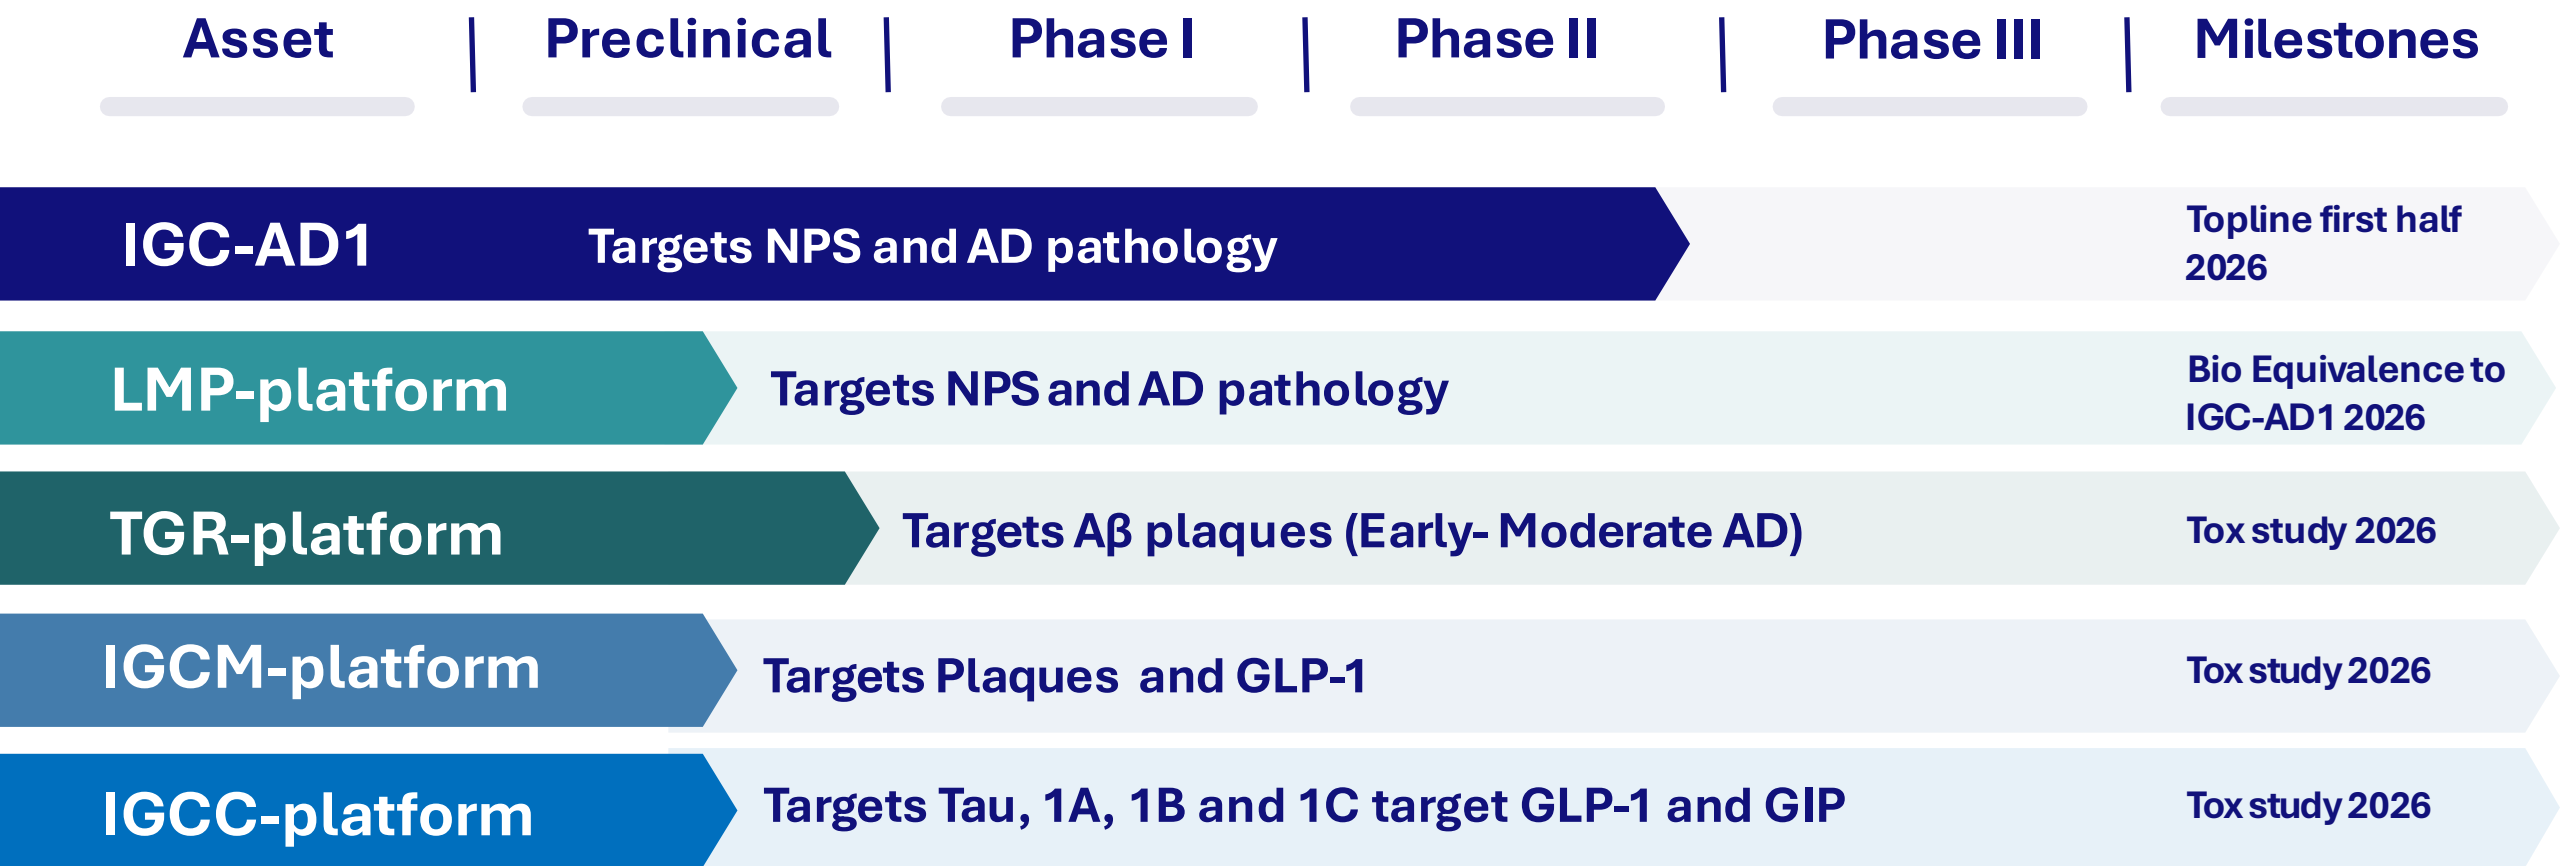 Asset | Preclinical | Phase I | Phase II | Phase III | Milestones
IGC-AD1 Targets NPS and AD pathology Topline first half
2026
LMP-platform Targets NPS and AD pathology Bio Equivalence to
IGC-AD1 2026
TGR-platform Targets Aβ plaques (Early- Moderate AD) Tox study 2026
IGCM-platform Targets Plaques and GLP-1 Tox study 2026
IGCC-platform Targets Tau, 1A, 1B and 1C target GLP-1 and GIP Tox study 2026